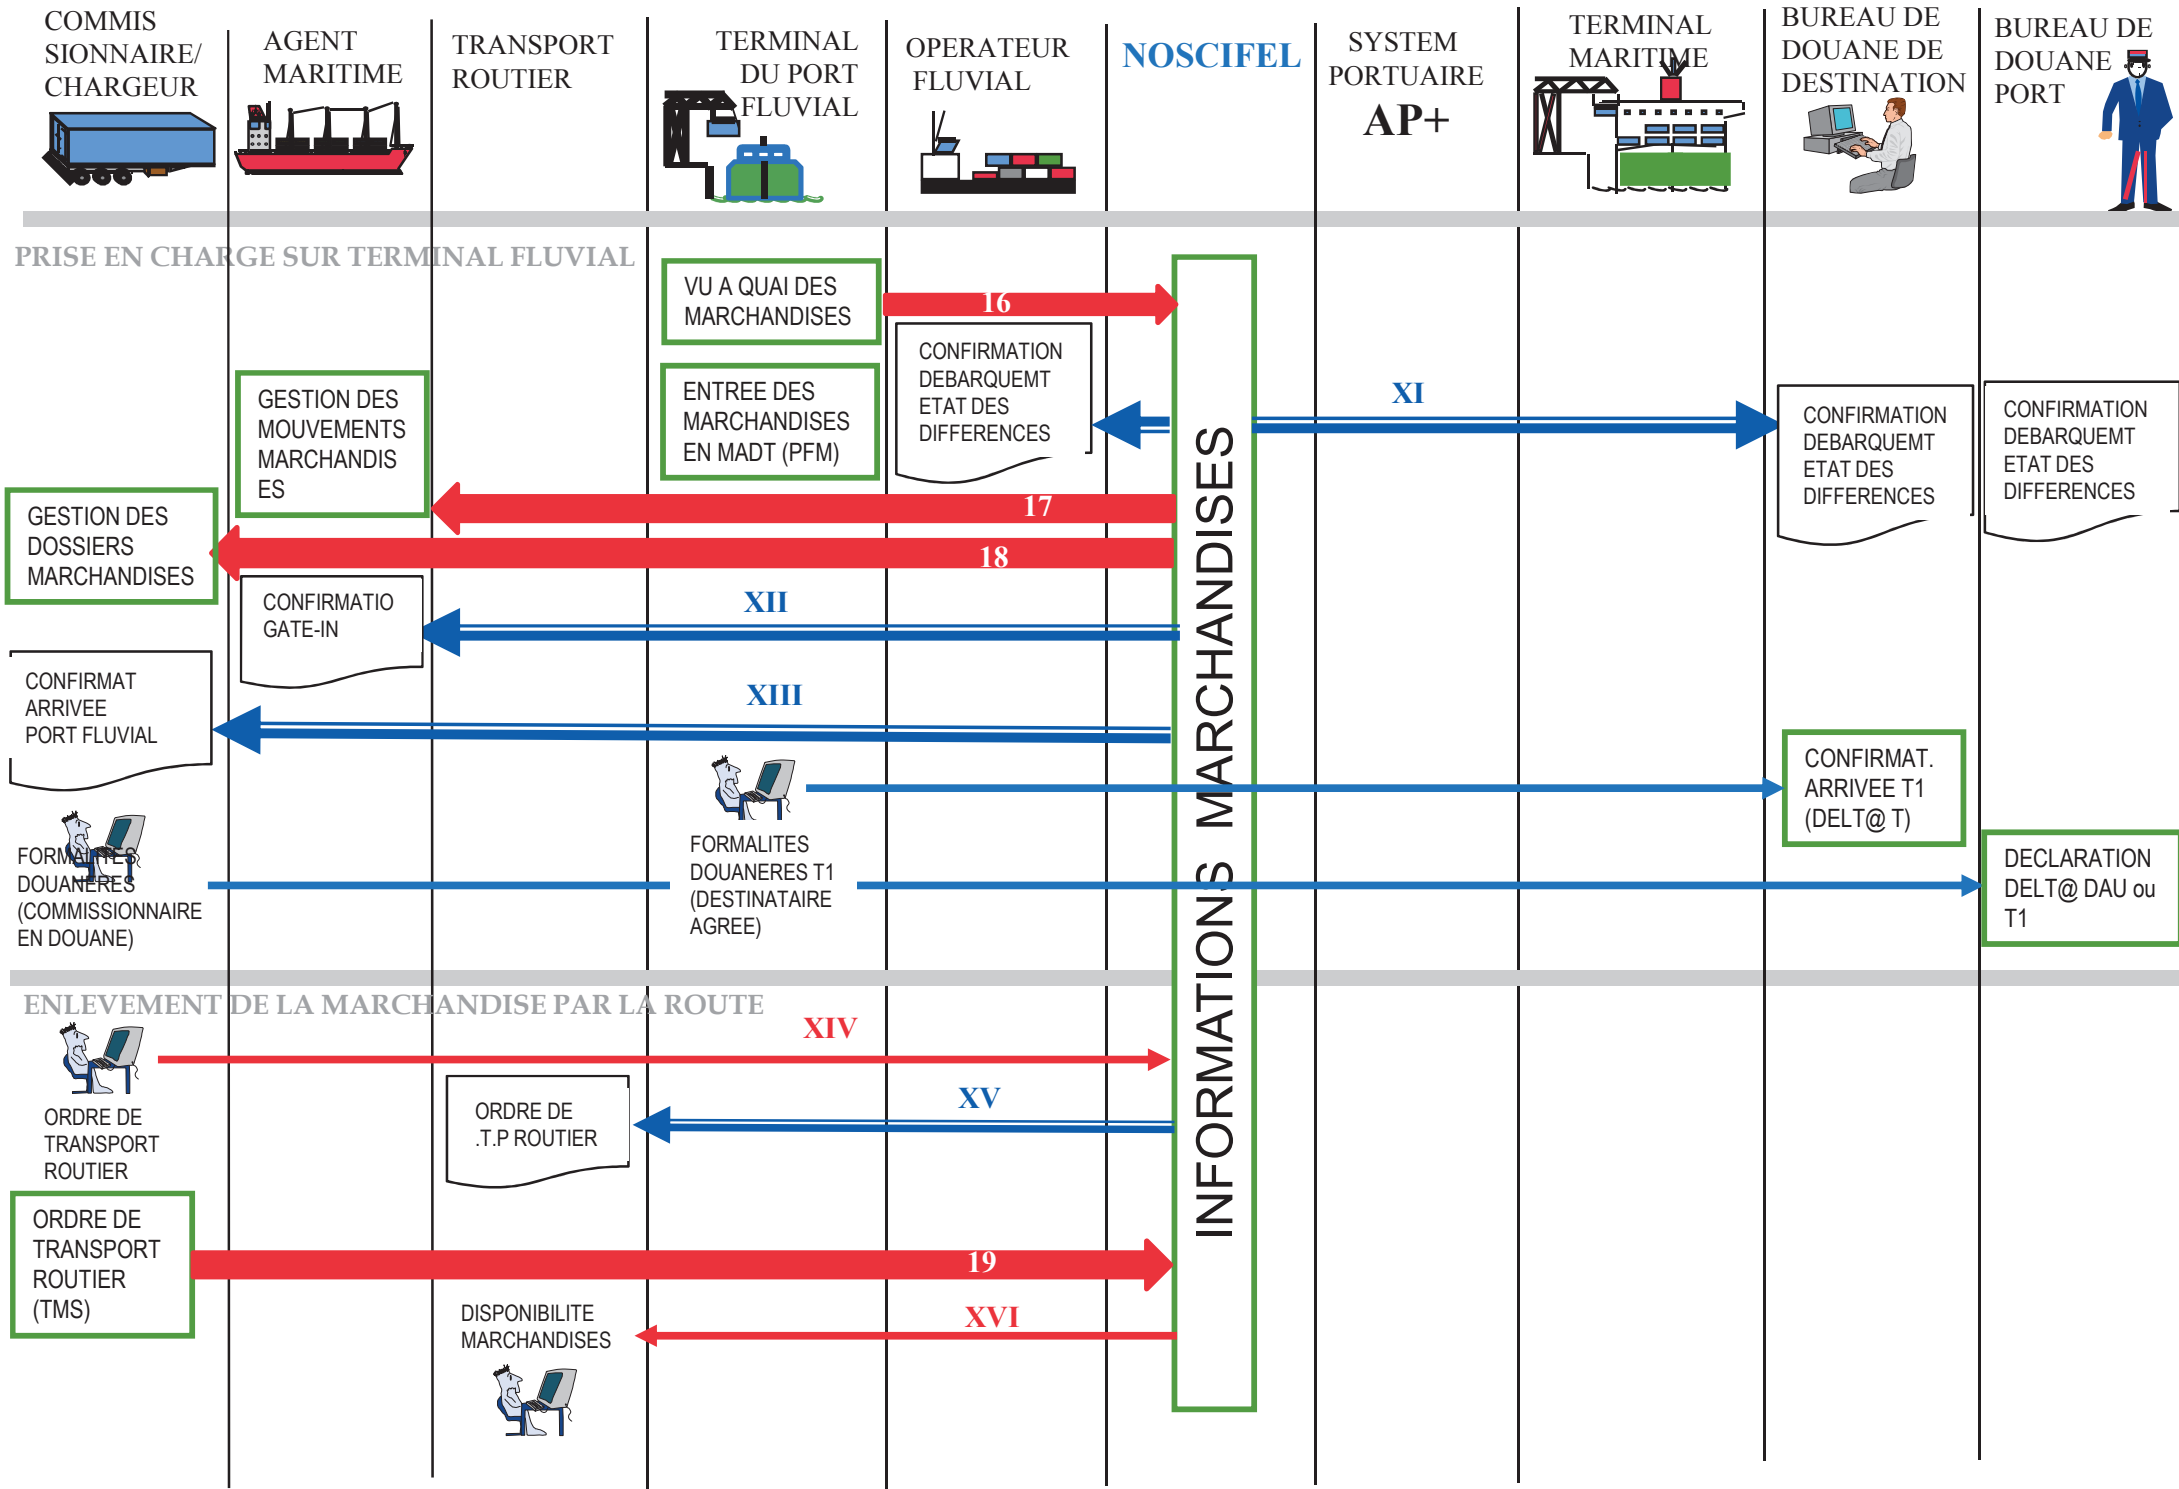 COMMIS
SIONNAIRE/
CHARGEUR
AGENT
MARITIME
TRANSPORT
ROUTIER
TERMINAL
DU PORT
FLUVIAL
OPERATEUR
FLUVIAL
NOSCIFEL
SYSTEM
PORTUAIRE
AP+
TERMINAL
MARITIME
BUREAU DE
DOUANE DE
DESTINATION
BUREAU DE
DOUANE
PORT
PRISE EN CHARGE SUR TERMINAL FLUVIAL
VU A QUAI DES
MARCHANDISES
16
CONFIRMATION
DEBARQUEMT
ETAT DES
DIFFERENCES
ENTREE DES
MARCHANDISES
EN MADT (PFM)
XI
CONFIRMATION
DEBARQUEMT
ETAT DES
DIFFERENCES
CONFIRMATION
DEBARQUEMT
ETAT DES
DIFFERENCES
GESTION DES
MOUVEMENTS
MARCHANDIS
ES
17
GESTION DES
DOSSIERS
MARCHANDISES
18
CONFIRMATIO
GATE-IN
XII
CONFIRMAT
ARRIVEE
PORT FLUVIAL
XIII
INFORMATIONS MARCHANDISES
CONFIRMAT.
ARRIVEE T1
(DELT@ T)
FORMALITES
DOUANERES
(COMMISSIONNAIRE
EN DOUANE)
FORMALITES
DOUANERES T1
(DESTINATAIRE
AGREE)
DECLARATION
DELT@ DAU ou
T1
ENLEVEMENT DE LA MARCHANDISE PAR LA ROUTE
XIV
ORDRE DE
TRANSPORT
ROUTIER
ORDRE DE
.T.P ROUTIER
XV
ORDRE DE
TRANSPORT
ROUTIER
(TMS)
19
DISPONIBILITE
MARCHANDISES
XVI